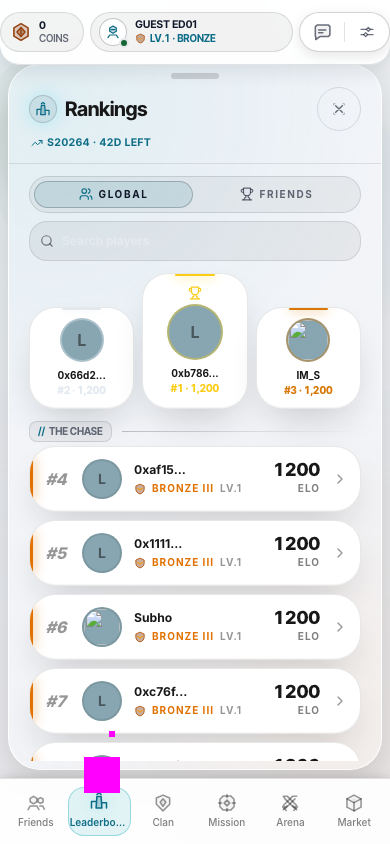 0
COINS
GUEST ED01
LV.1 · BRONZE
Rankings
S20264 · 42D LEFT
GLOBAL
FRIENDS
Search players
L
0x66d2...
#2 · 1,200
L
0xb786...
#1 · 1,200
IM_S
#3 · 1,200
// THE CHASE
#4
L
0xaf15...
BRONZE III LV.1
1200
ELO
#5
L
0x1111...
BRONZE III LV.1
1200
ELO
#6
Subho
BRONZE III LV.1
1200
ELO
#7
L
0xc76f...
BRONZE III LV.1
1200
ELO
Friends
Leaderbo...
Clan
Mission
Arena
Market